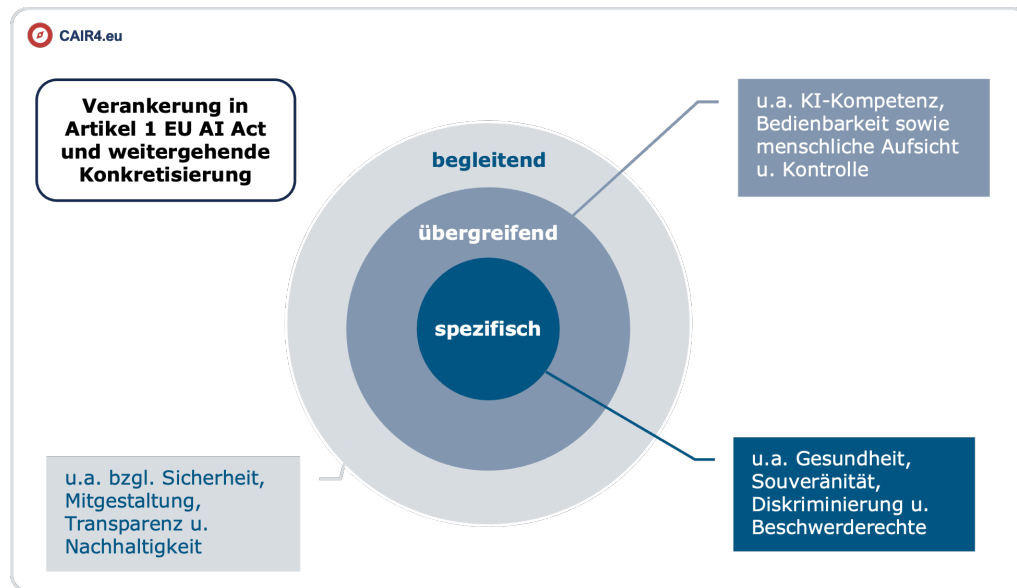 CAIR4.eu
Verankerung in
Artikel 1 EU AI Act
und weitergehende
Konkretisierung
u.a. KI-Kompetenz,
Bedienbarkeit sowie
menschliche Aufsicht
u. Kontrolle
begleitend
übergreifend
spezifisch
u.a. bzgl. Sicherheit,
Mitgestaltung,
Transparenz u.
Nachhaltigkeit
u.a. Gesundheit,
Souveränität,
Diskriminierung u.
Beschwerderechte